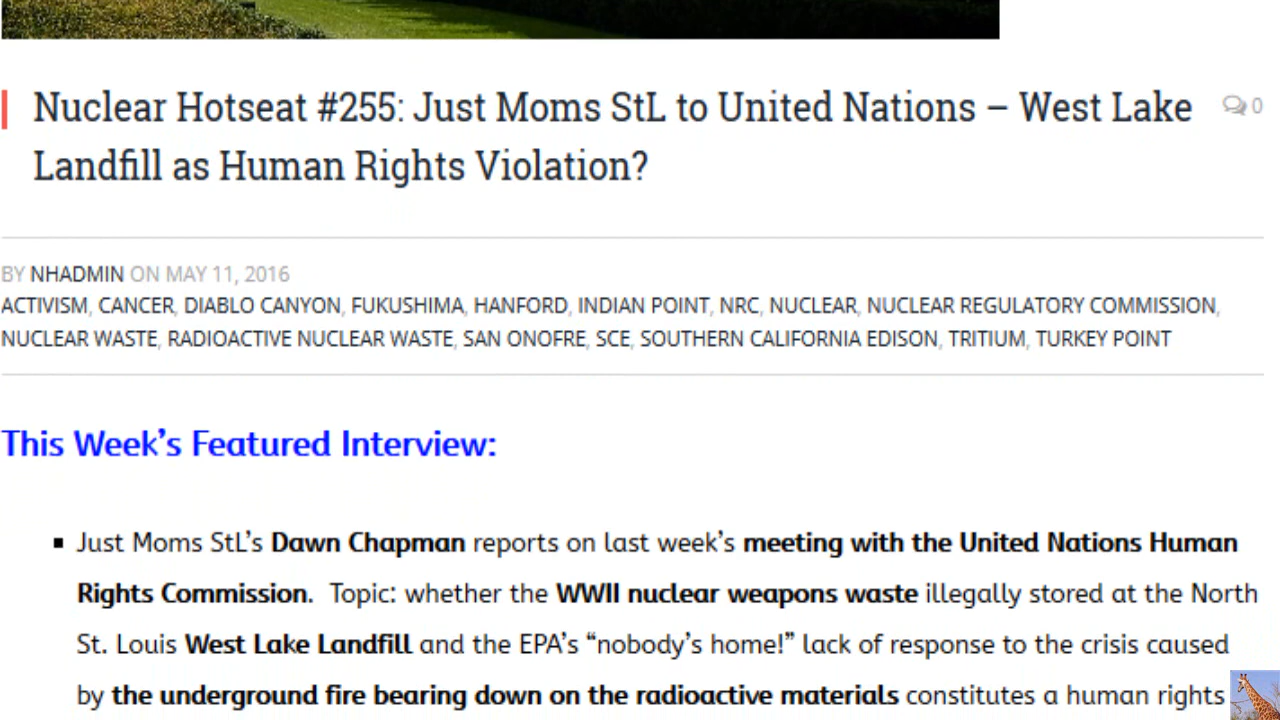 Nuclear Hotseat #255: Just Moms StL to United Nations – West Lake 0
Landfill as Human Rights Violation?
BY NHADMIN ON MAY 11, 2016
ACTIVISM, CANCER, DIABLO CANYON, FUKUSHIMA, HANFORD, INDIAN POINT, NRC, NUCLEAR, NUCLEAR REGULATORY COMMISSION,
NUCLEAR WASTE, RADIOACTIVE NUCLEAR WASTE, SAN ONOFRE, SCE, SOUTHERN CALIFORNIA EDISON, TRITIUM, TURKEY POINT
This Week's Featured Interview:
▪ Just Moms StL's Dawn Chapman reports on last week's meeting with the United Nations Human
Rights Commission. Topic: whether the WWII nuclear weapons waste illegally stored at the North
St. Louis West Lake Landfill and the EPA's “nobody's home!” lack of response to the crisis caused
by the underground fire bearing down on the radioactive materials constitutes a human rights